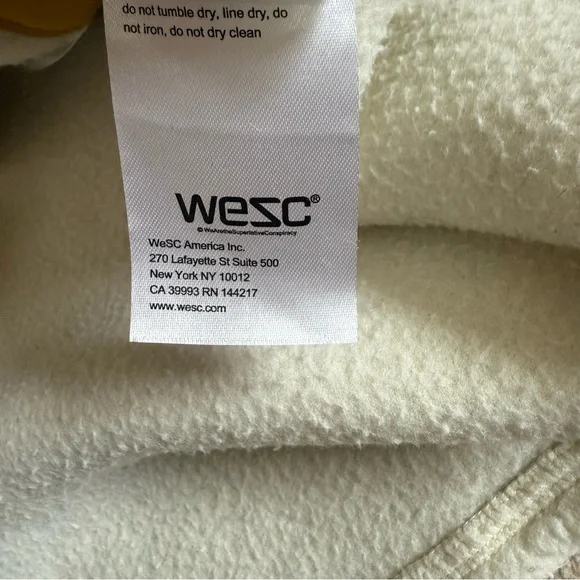 do not tumble dry, line dry, do
not iron, do not dry clean
wesc®
©WeAretheSuperlativeConspiracy
WeSC America Inc.
270 Lafayette St Suite 500
New York NY 10012
CA 39993 RN 144217
www.wesc.com